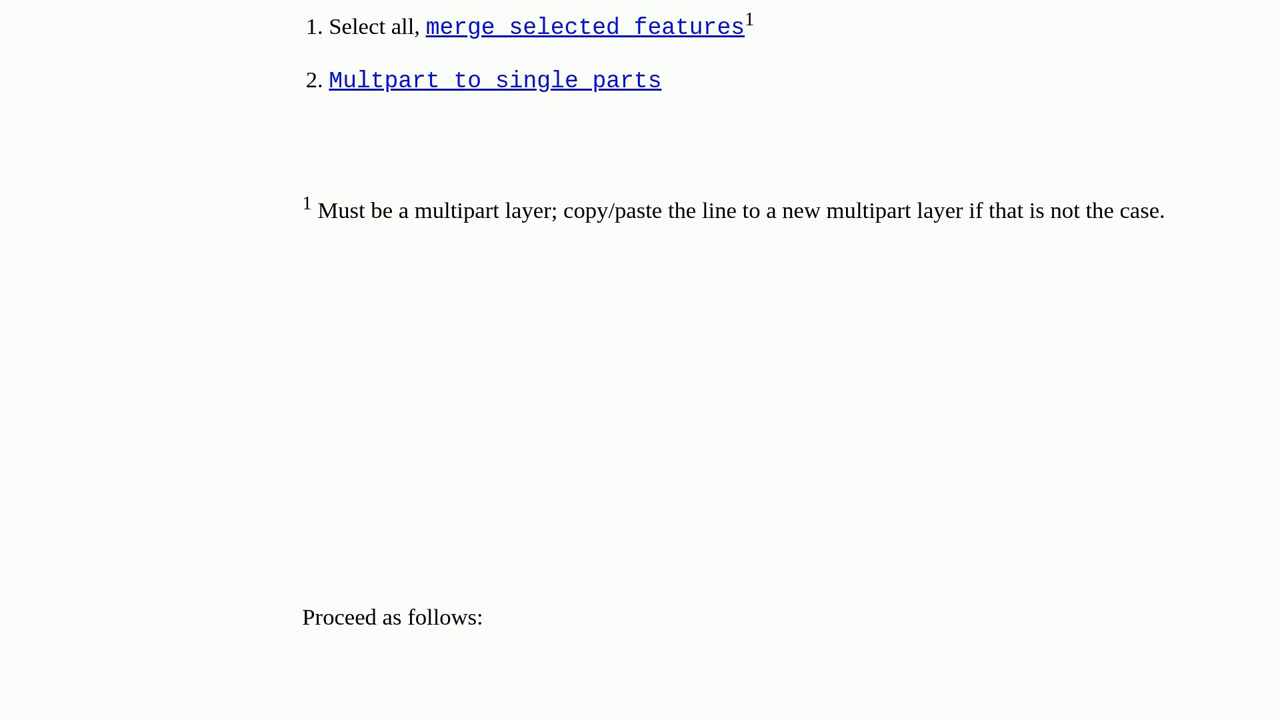 1. Select all, merge selected features¹
2. Multpart to single parts
¹ Must be a multipart layer; copy/paste the line to a new multipart layer if that is not the case.
Proceed as follows: